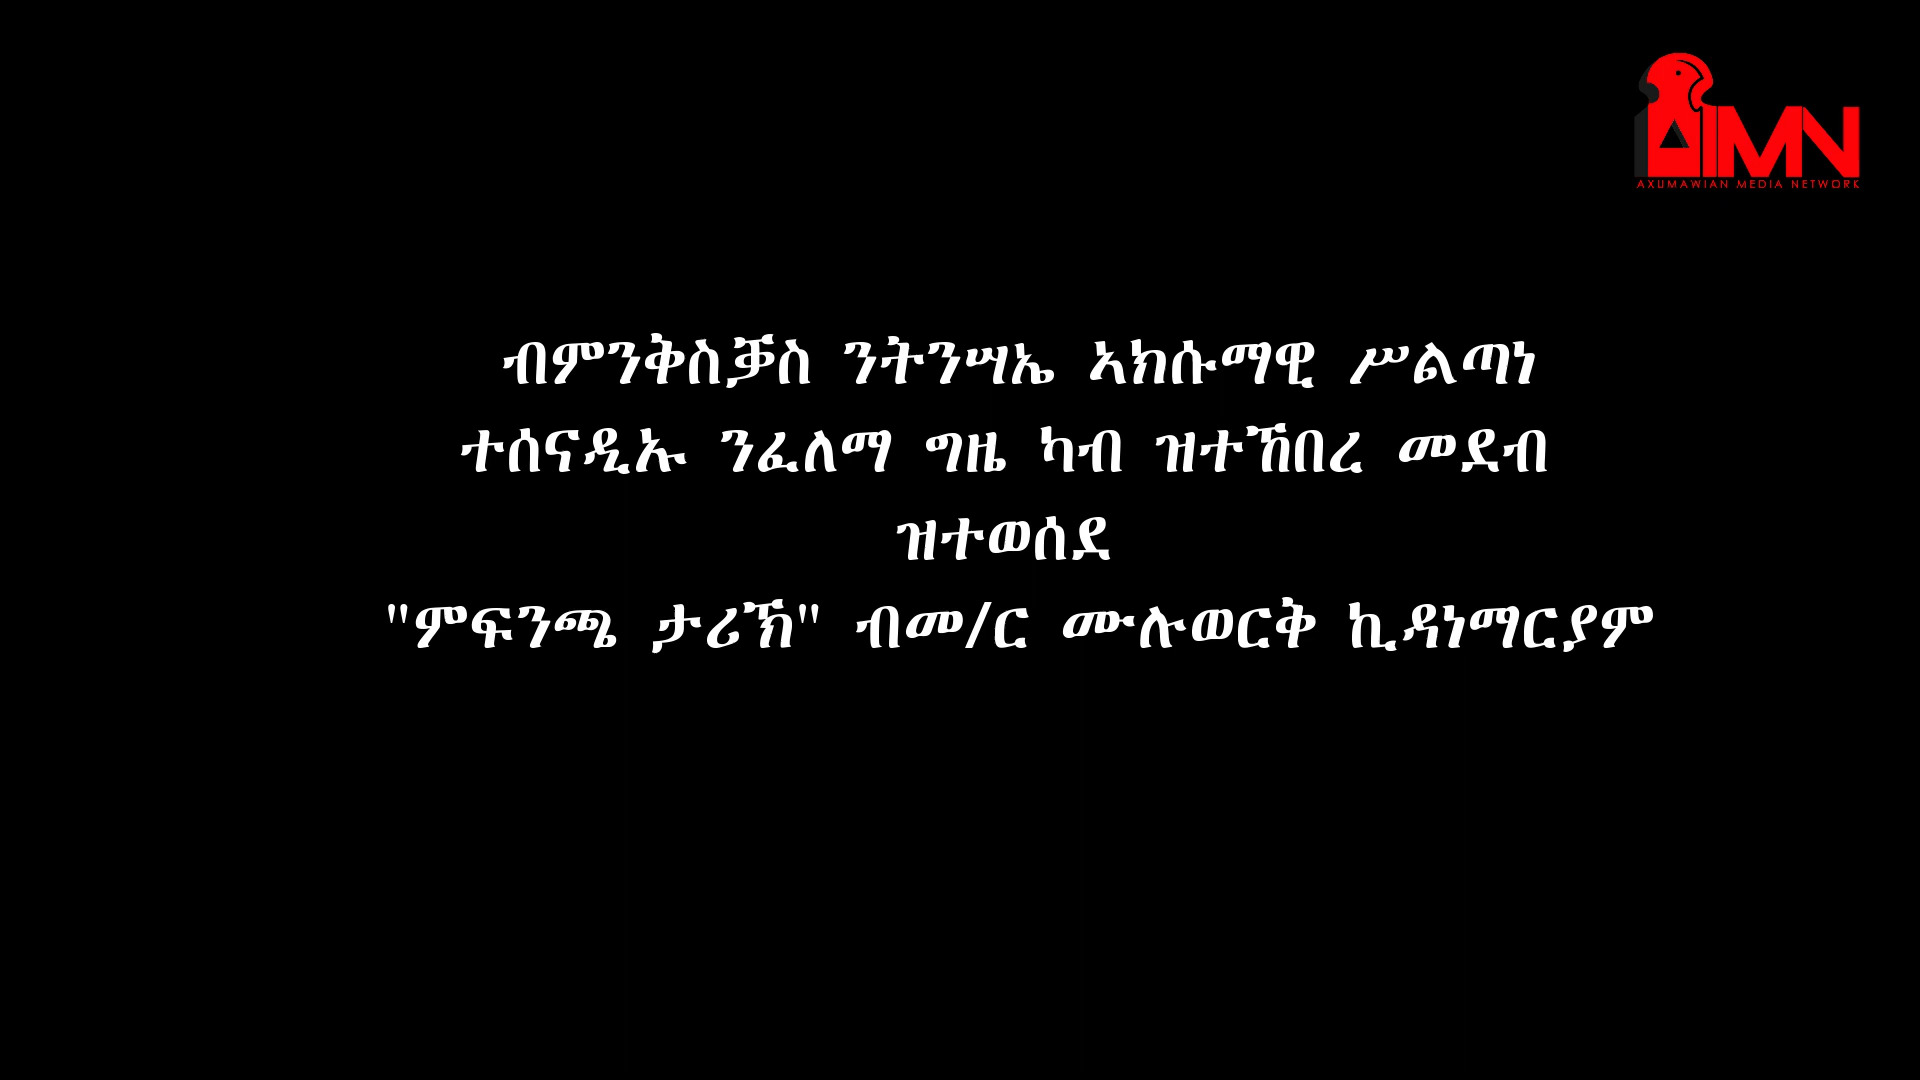 AIMN
AXUMAWIAN MEDIA NETWORK
ብምንቅስቓስ ንትንሣኤ ኣክሱማዊ ሥልጣነ
ተሰናዲኡ ንፈለማ ግዜ ካብ ዝተኸበረ መደብ
ዝተወሰደ
"ምፍንጫ ታሪኽ" ብመ/ር ሙሉወርቅ ኪዳነማርያም